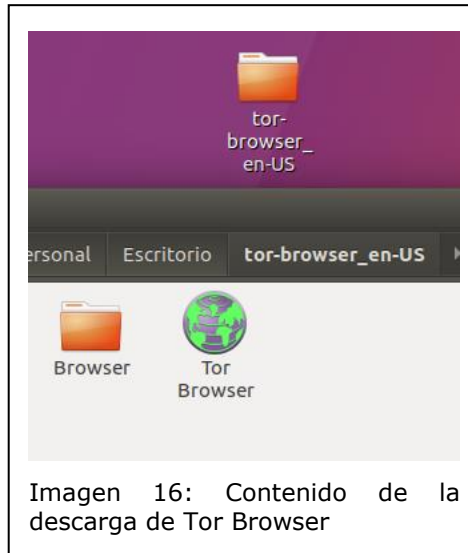 tor-
browser_
en-US
ersonal Escritorio tor-browser_en-US
Browser Tor
Browser
Imagen 16: Contenido de la
descarga de Tor Browser